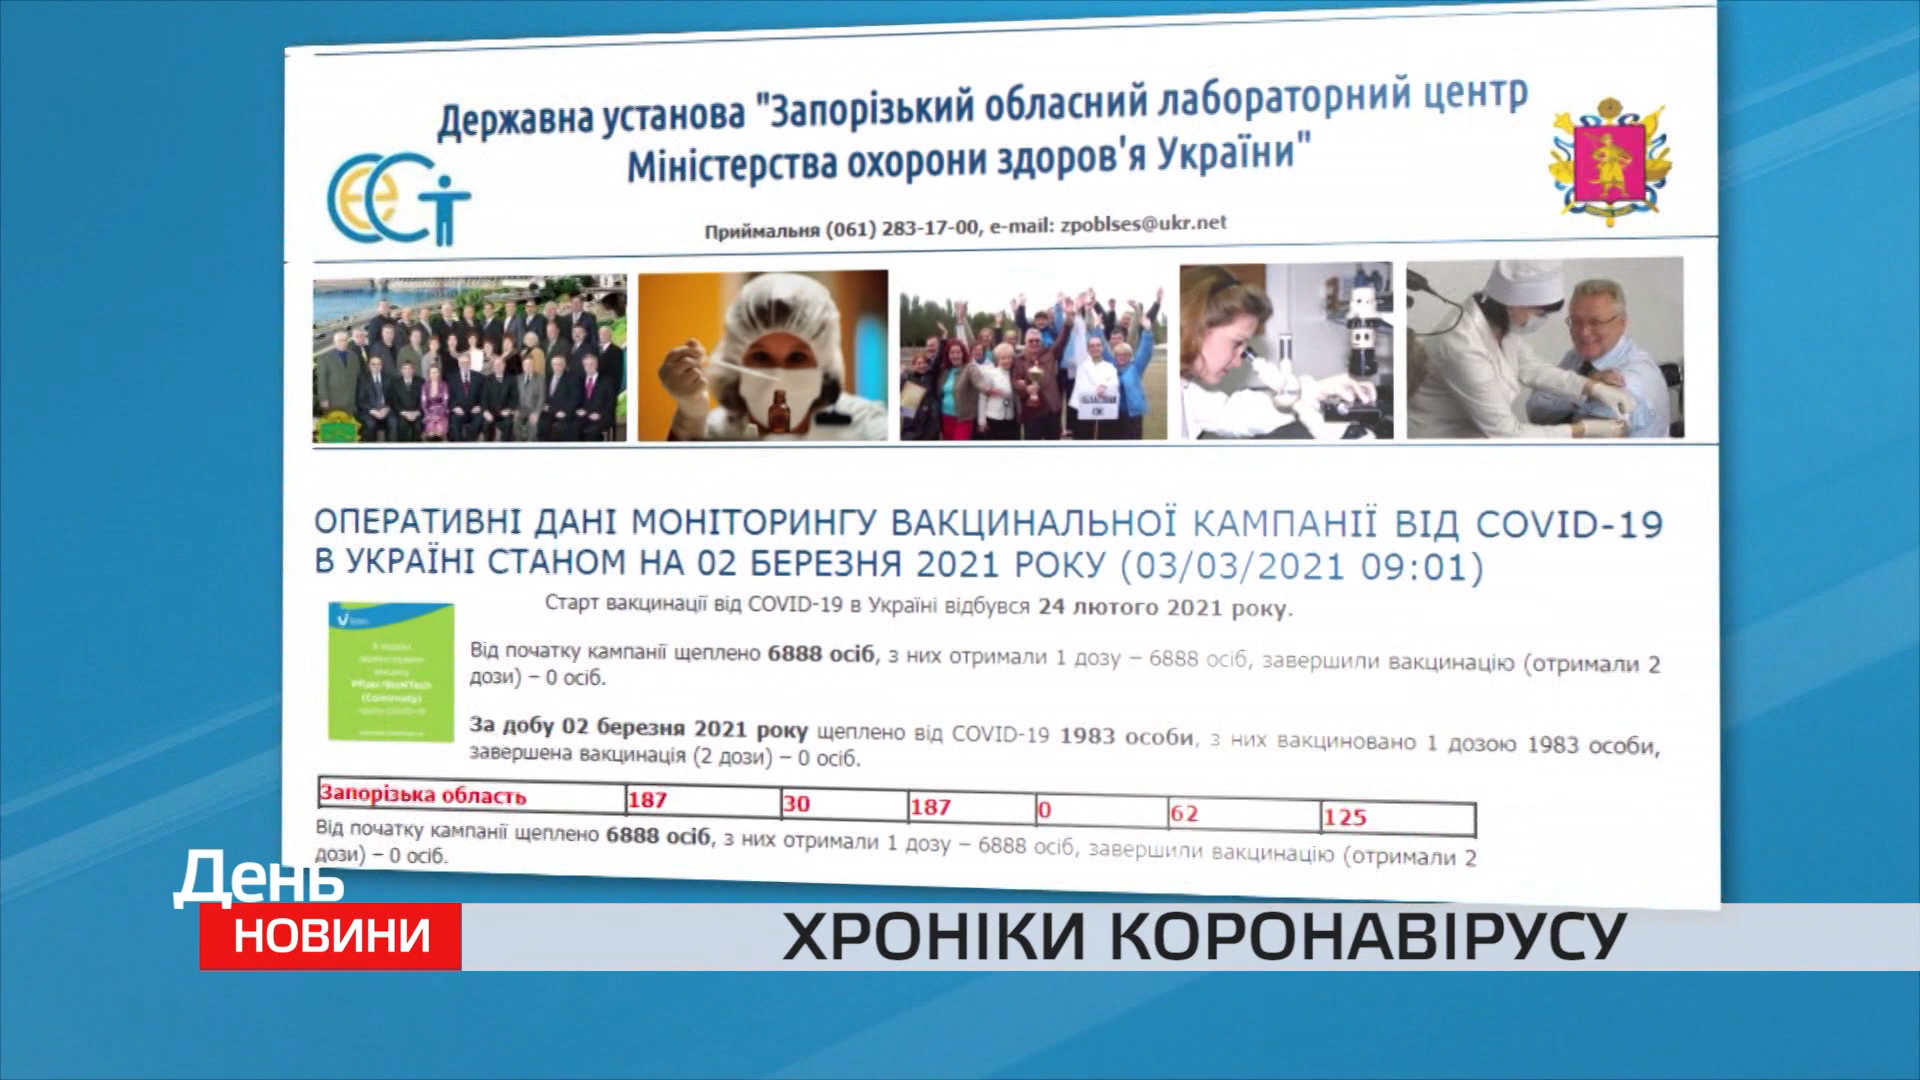 Державна установа "Запорізький обласний лабораторний центр
Міністерства охорони здоров'я України"
Приймальня (061) 283-17-00, e-mail: zpoblses@ukr.net
ОПЕРАТИВНІ ДАНІ МОНІТОРИНГУ ВАКЦИНАЛЬНОЇ КАМПАНІЇ ВІД COVID-19
В УКРАЇНІ СТАНОМ НА 02 БЕРЕЗНЯ 2021 РОКУ (03/03/2021 09:01)
Старт вакцинації від COVID-19 в Україні відбувся 24 лютого 2021 року.
Від початку кампанії щеплено 6888 осіб, з них отримали 1 дозу – 6888 осіб, завершили вакцинацію (отримали 2
дози) – 0 осіб.
За добу 02 березня 2021 року щеплено від COVID-19 1983 особи, з них вакциновано 1 дозою 1983 особи,
завершена вакцинація (2 дози) – 0 осіб.
Запорізька область 187 30 187 0 62 125
Від початку кампанії щеплено 6888 осіб, з них отримали 1 дозу – 6888 осіб, завершили вакцинацію (отримали 2
дози) – 0 осіб.
День
НОВИНИ
ХРОНІКИ КОРОНАВІРУСУ